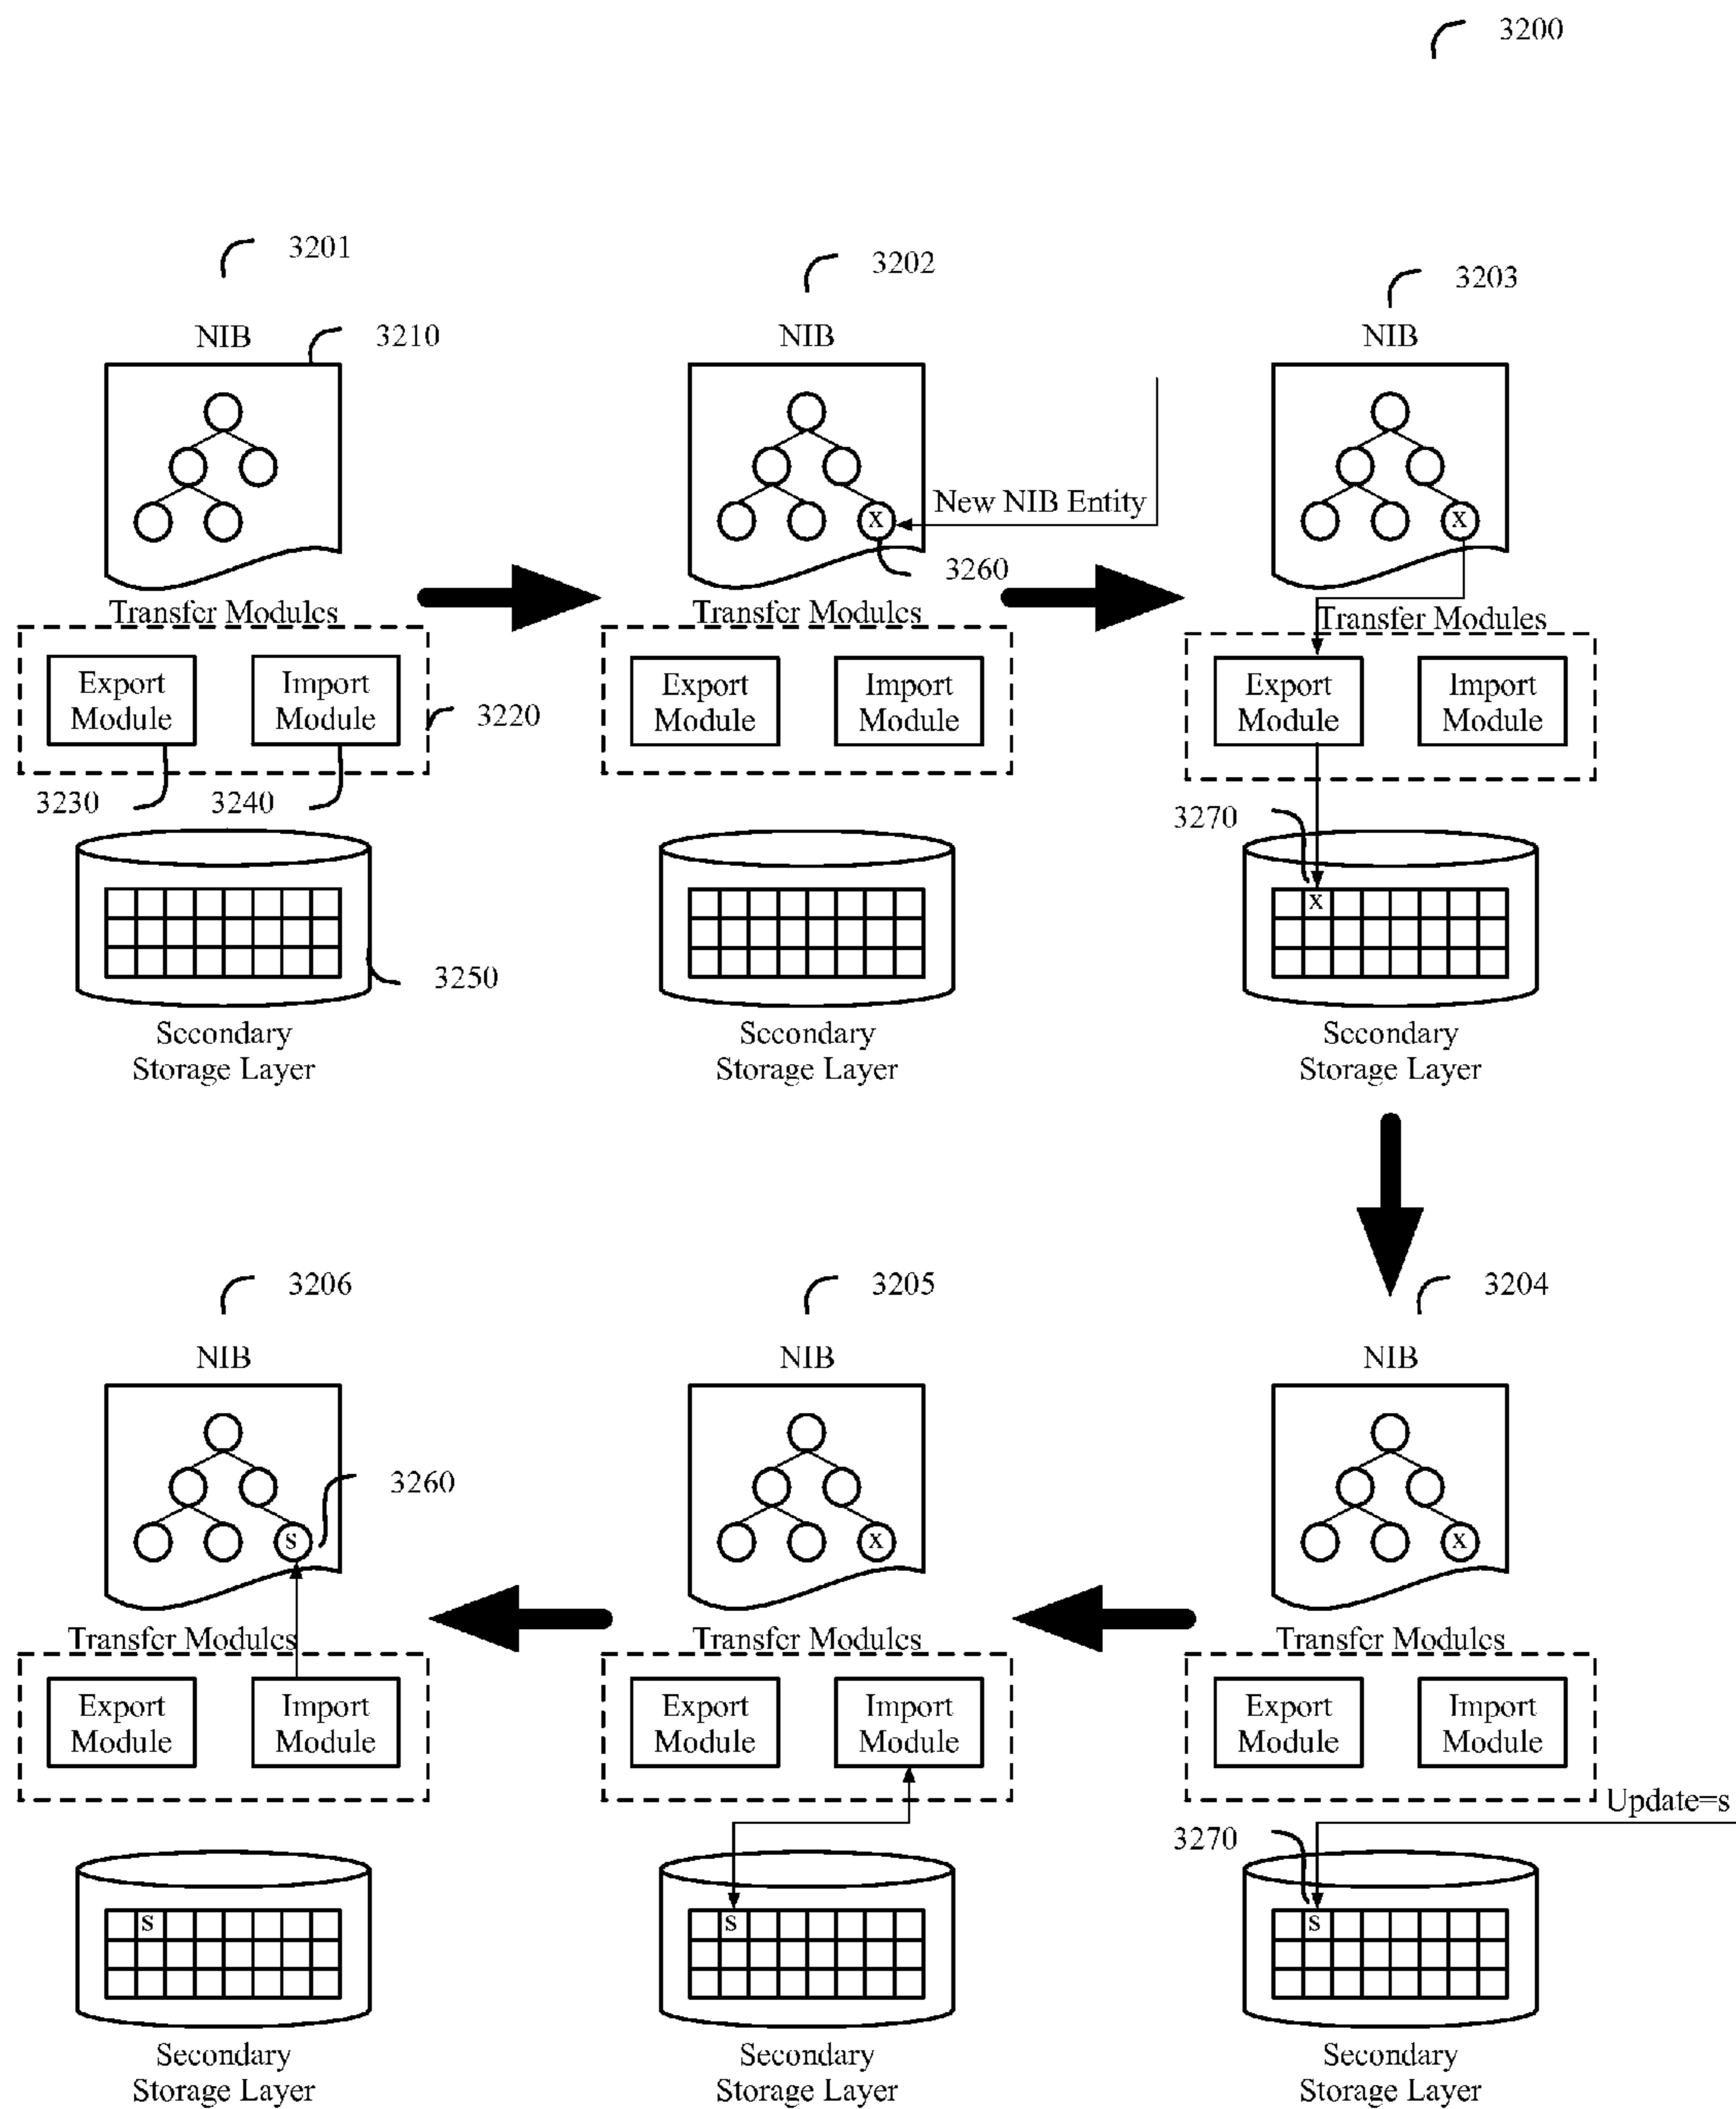 3200
3201
3202
3203
NIB
3210
NIB
NIB
X
New NIB Entity
X
3260
Transfer Modules
Transfer Modules
Transfer Modules
Export
Module
Import
Module
3220
Export
Module
Import
Module
Export
Module
Import
Module
3230
3240
3270
X
3250
Secondary
Storage Layer
Secondary
Storage Layer
Secondary
Storage Layer
3206
3205
3204
NIB
NIB
NIB
3260
s
X
X
Transfer Modules
Transfer Modules
Transfer Modules
Export
Module
Import
Module
Export
Module
Import
Module
Export
Module
Import
Module
Update=s
3270
s
s
s
Secondary
Storage Layer
Secondary
Storage Layer
Secondary
Storage Layer